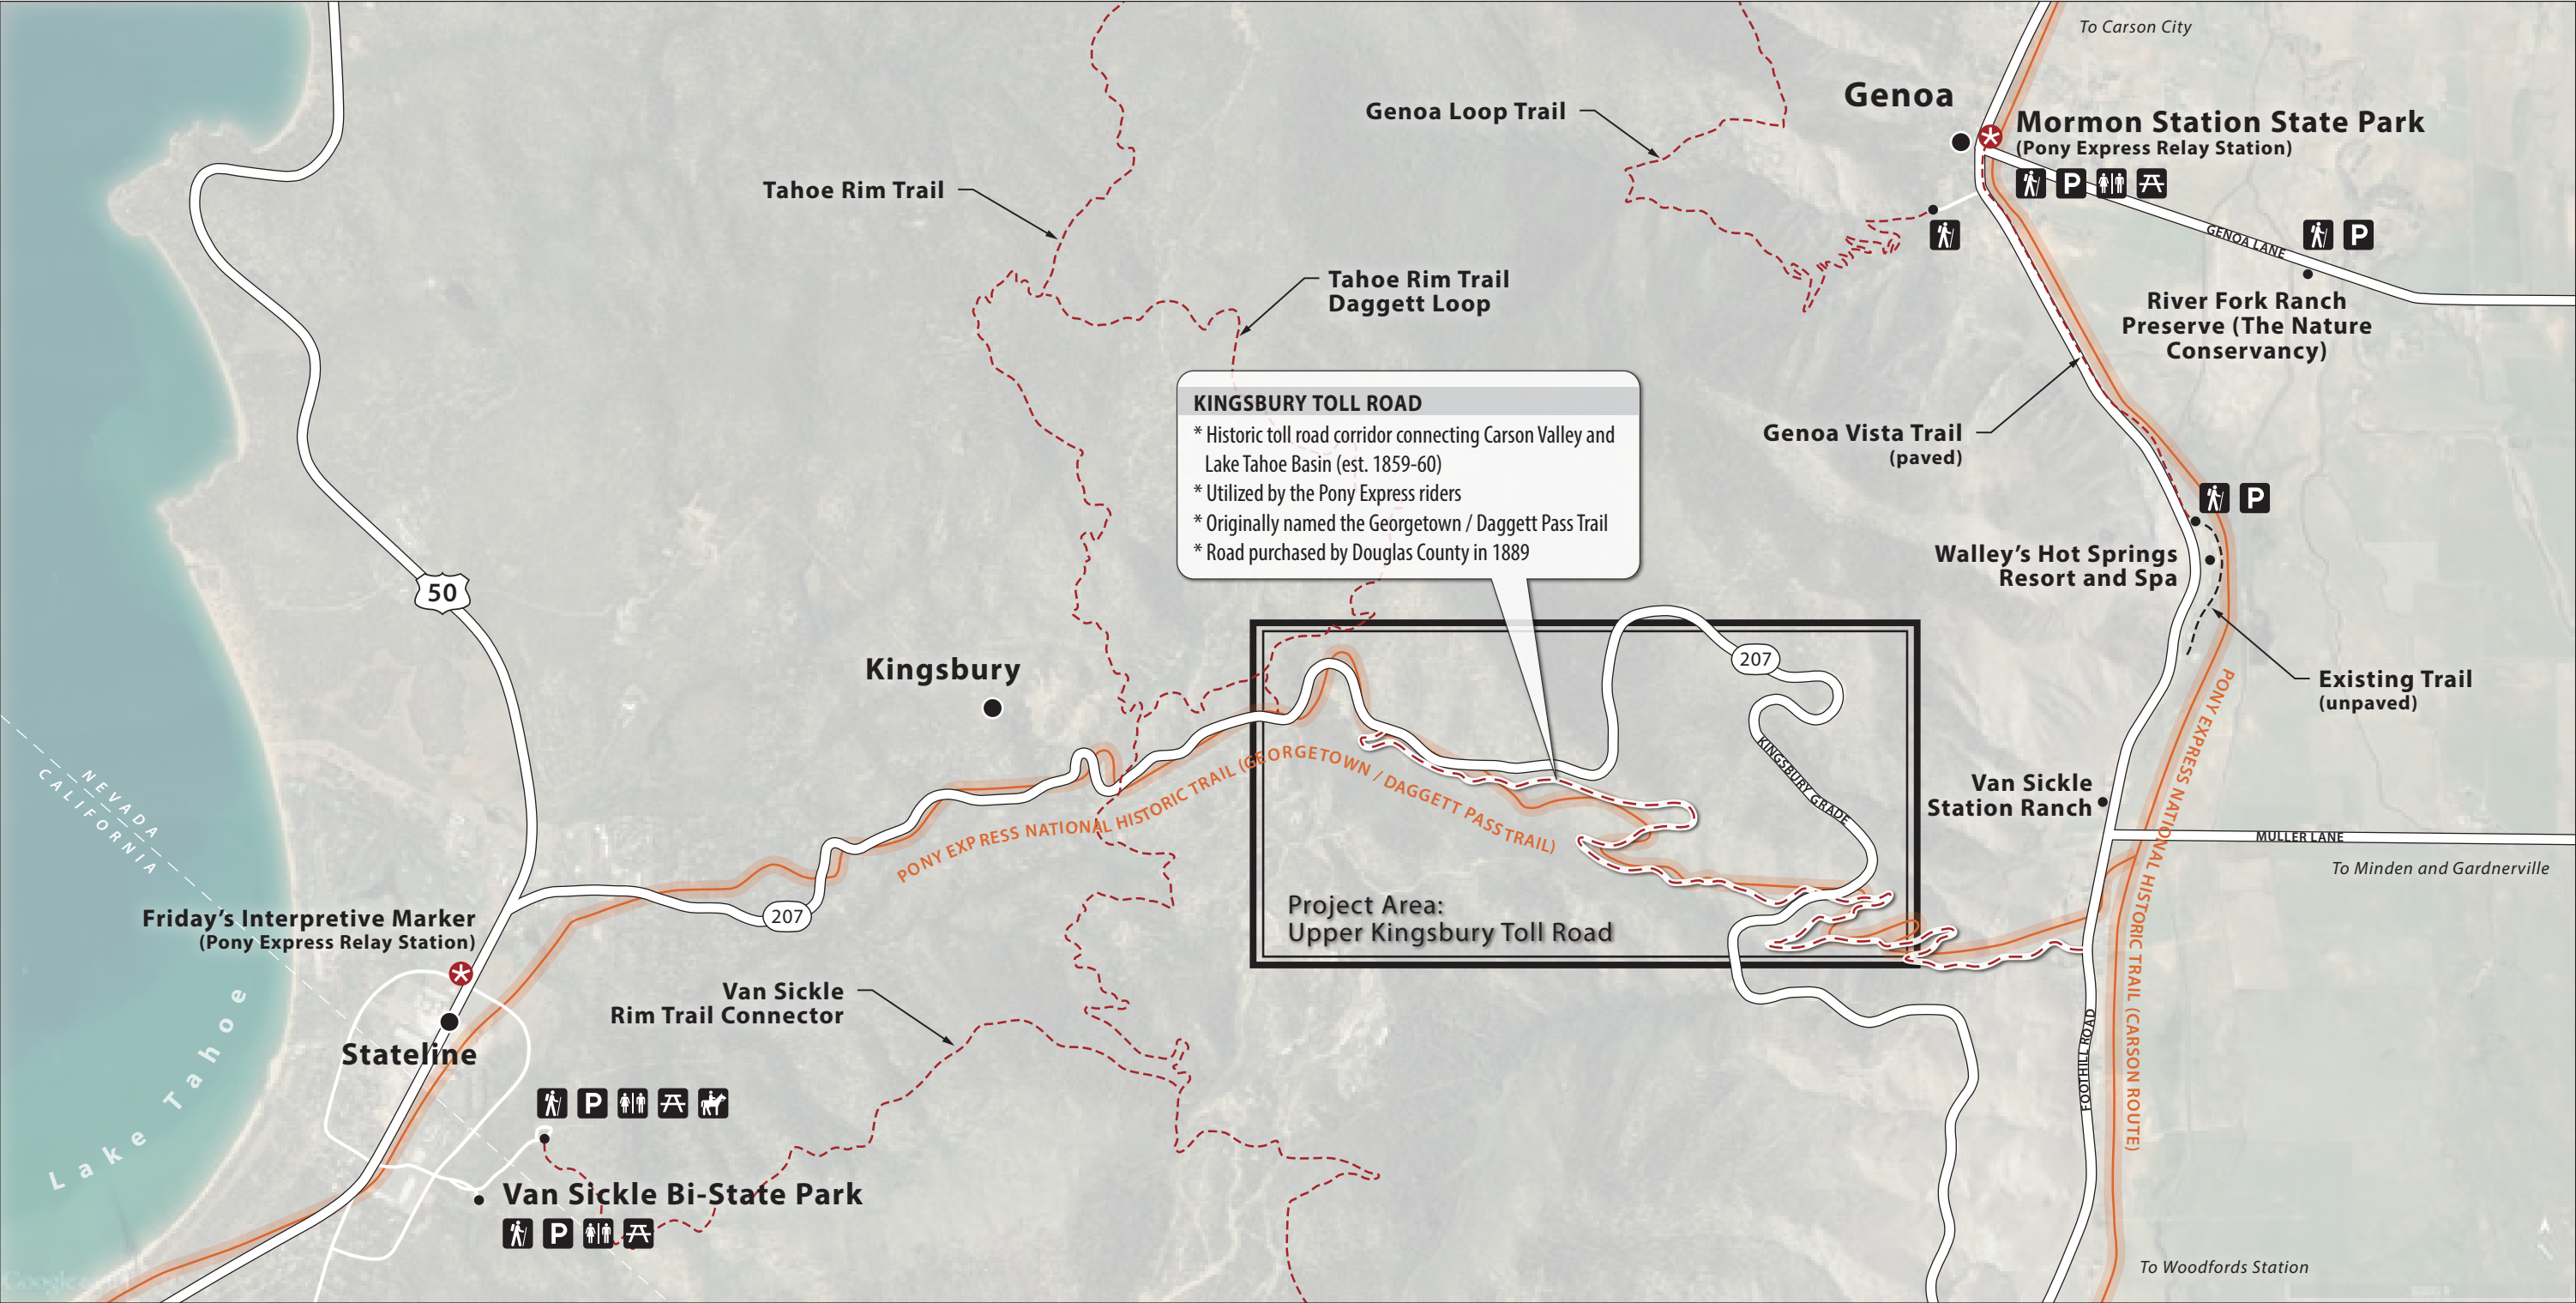 To Carson City
Genoa
Mormon Station State Park
(Pony Express Relay Station)
P
Genoa Loop Trail
Tahoe Rim Trail
GENOA LANE
P
River Fork Ranch
Preserve (The Nature
Conservancy)
Tahoe Rim Trail
Daggett Loop
KINGSBURY TOLL ROAD
* Historic toll road corridor connecting Carson Valley and
Lake Tahoe Basin (est. 1859-60)
* Utilized by the Pony Express riders
* Originally named the Georgetown / Daggett Pass Trail
* Road purchased by Douglas County in 1889
Genoa Vista Trail
(paved)
P
Walley's Hot Springs
Resort and Spa
Existing Trail
(unpaved)
50
Kingsbury
207
KINGSBURY GRADE
PONY EXPRESS NATIONAL HISTORIC TRAIL (GEORGETOWN / DAGGETT PASS TRAIL)
PONY EXPRESS NATIONAL HISTORIC TRAIL (CARSON ROUTE)
Van Sickle
Station Ranch
MULLER LANE
To Minden and Gardnerville
NEVADA
CALIFORNIA
Friday's Interpretive Marker
(Pony Express Relay Station)
207
Project Area:
Upper Kingsbury Toll Road
Van Sickle
Rim Trail Connector
FOOTHILL ROAD
Stateline
Lake Tahoe
P
Van Sickle Bi-State Park
P
To Woodfords Station
Google